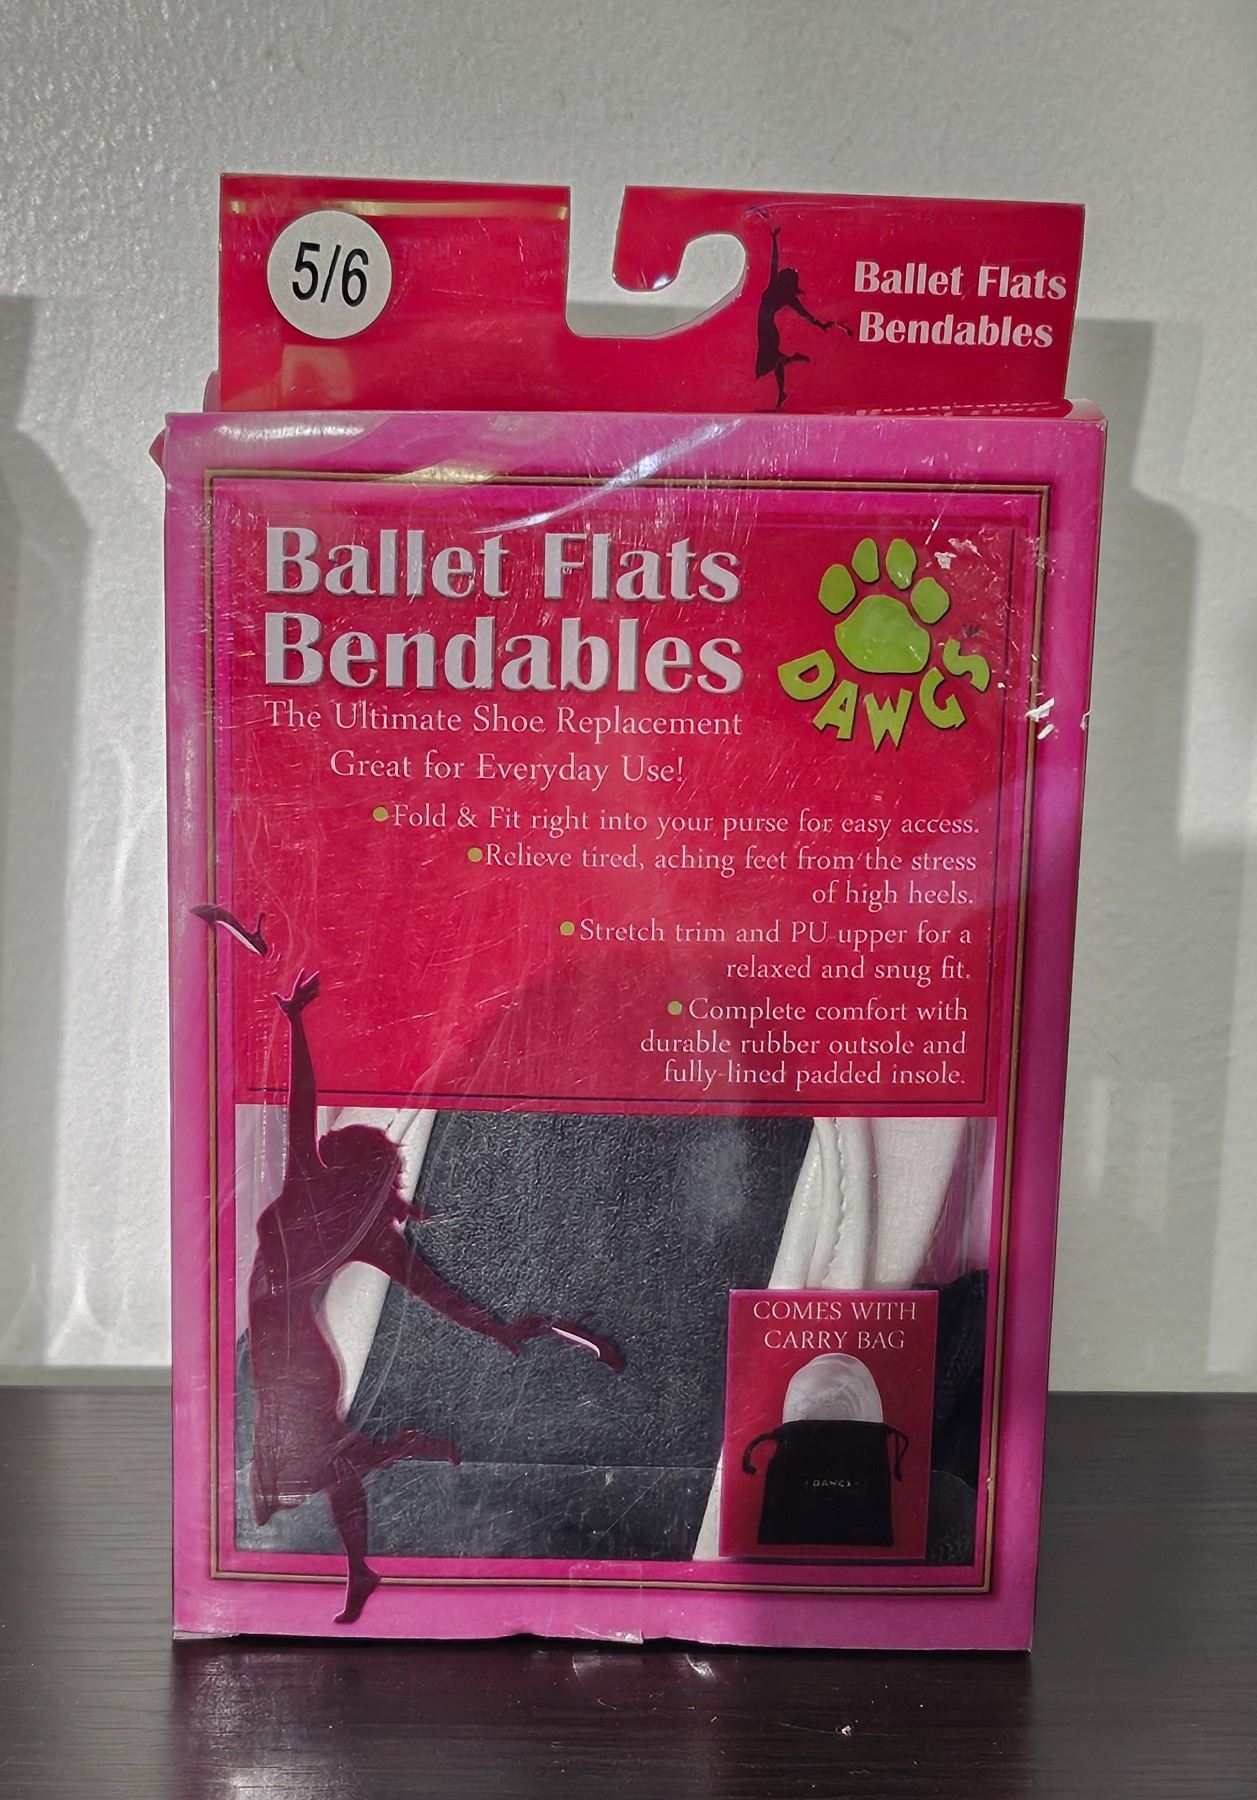 5/6
Ballet Flats
Bendables
Ballet Flats
Bendables
DAWGS™
The Ultimate Shoe Replacement
Great for Everyday Use!
•Fold & Fit right into your purse for easy access.
•Relieve tired, aching feet from the stress
of high heels.
•Stretch trim and PU upper for a
relaxed and snug fit.
•Complete comfort with
durable rubber outsole and
fully-lined padded insole.
COMES WITH
CARRY BAG
DAWGS